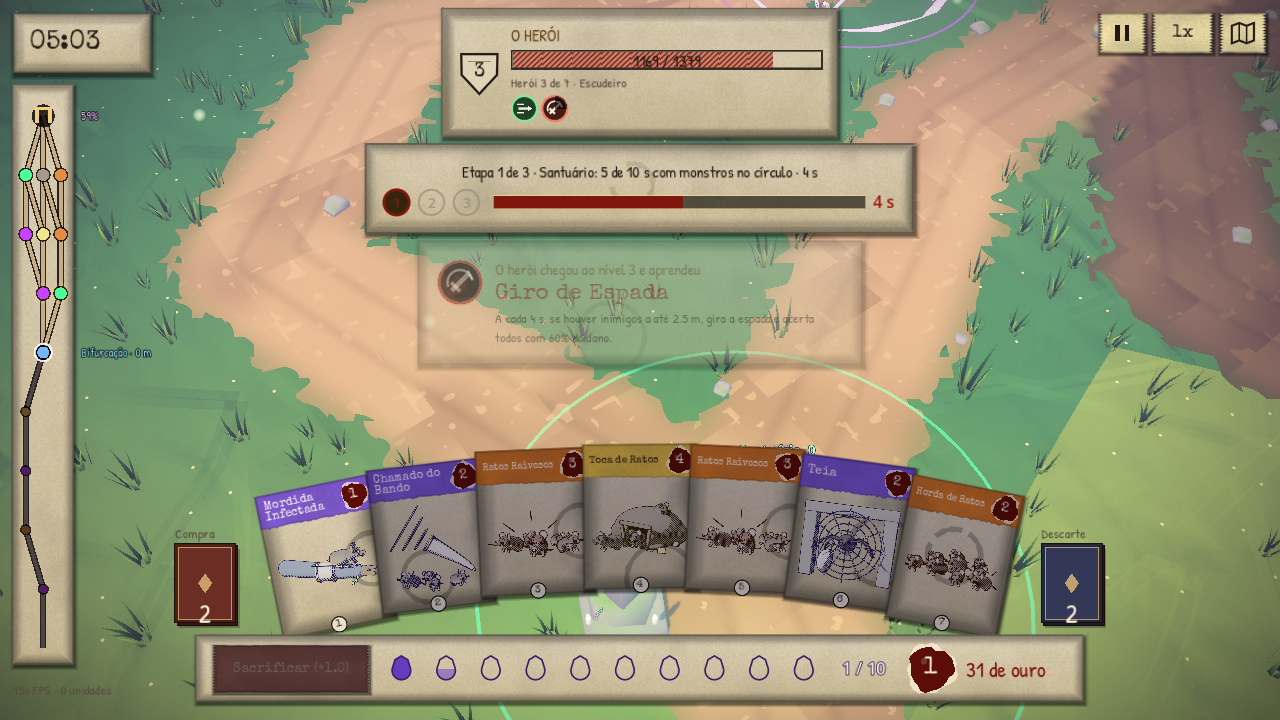 05:03
O HERÓI
3
1169 / 1379
Herói 3 de 7 · Escudeiro
1x
59%
Etapa 1 de 3 · Santuário: 5 de 10 s com monstros no círculo · 4 s
1
2
3
4 s
O herói chegou ao nível 3 e aprendeu
Giro de Espada
A cada 4 s, se houver inimigos a até 2.5 m, gira a espada e acerta
todos com 60% do dano.
Bifurcação · 0 m
Mordida
Infectada
1
Chamado do
Bando
2
Ratos Raivosos
3
Toca de Ratos
4
Ratos Raivosos
3
Teia
2
Horda de Ratos
2
1
2
3
4
5
6
7
Compra
2
Descarte
2
Sacrificar (+1.0)
1 / 10
1
31 de ouro
FPS · 0 unidades